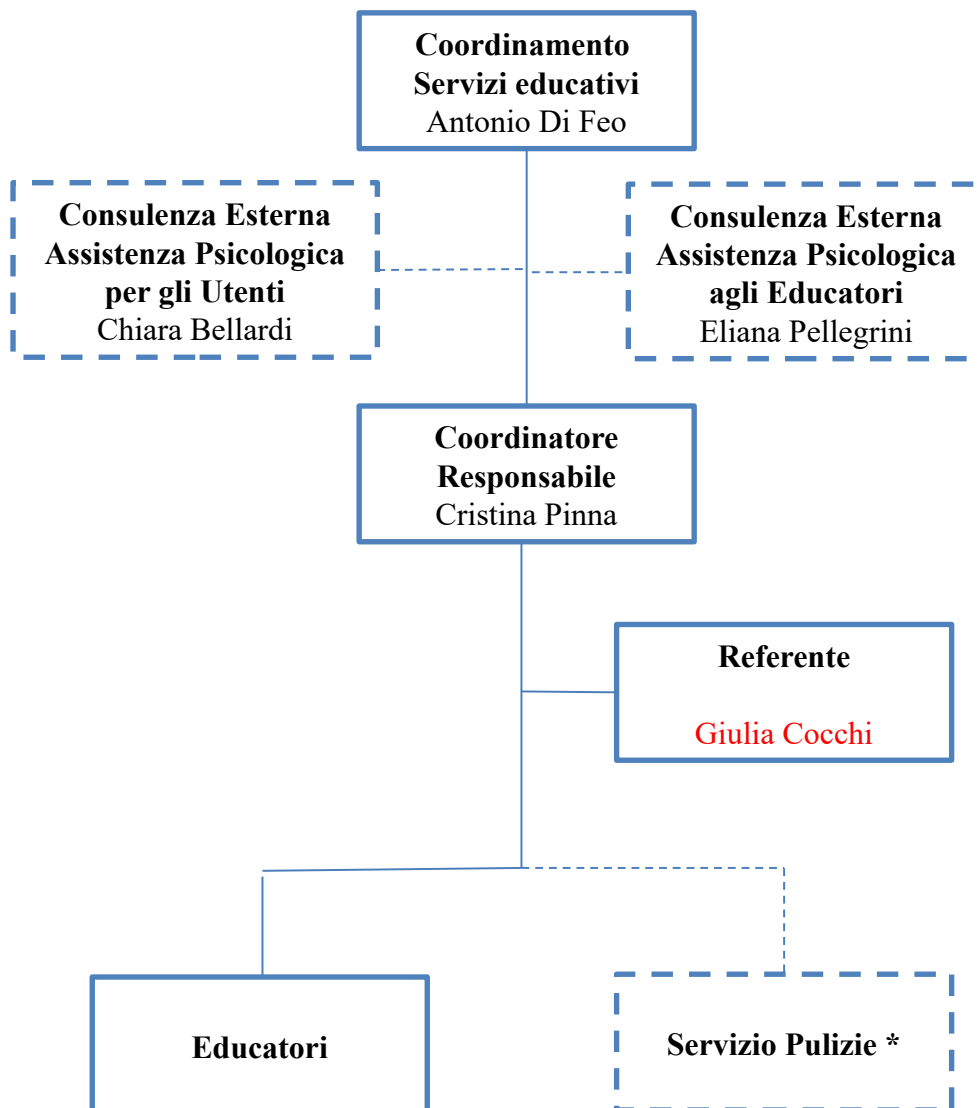 Coordinamento
Servizi educativi
Antonio Di Feo
Consulenza Esterna
Assistenza Psicologica
per gli Utenti
Chiara Bellardi
Consulenza Esterna
Assistenza Psicologica
agli Educatori
Eliana Pellegrini
Coordinatore
Responsabile
Cristina Pinna
Referente
Giulia Cocchi
Educatori
Servizio Pulizie *